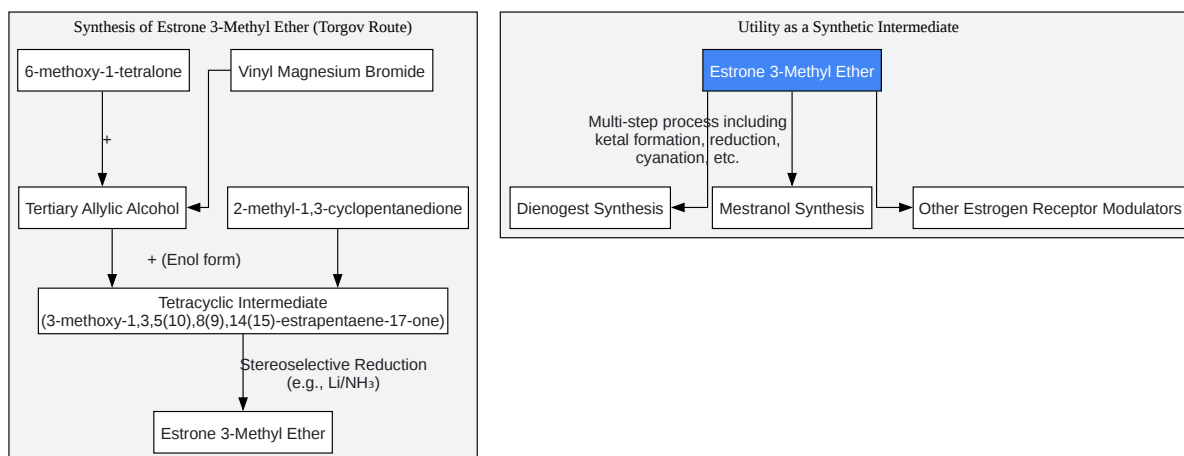 Synthesis of Estrone 3-Methyl Ether (Torgov Route)
6-methoxy-1-tetralone
Vinyl Magnesium Bromide
+
Tertiary Allylic Alcohol
2-methyl-1,3-cyclopentanedione
+ (Enol form)
Tetracyclic Intermediate
(3-methoxy-1,3,5(10),8(9),14(15)-estrapentaene-17-one)
Stereoselective Reduction
(e.g., Li/NH₃)
Estrone 3-Methyl Ether
Utility as a Synthetic Intermediate
Estrone 3-Methyl Ether
Multi-step process including
ketal formation, reduction,
cyanation, etc.
Dienogest Synthesis
Mestranol Synthesis
Other Estrogen Receptor Modulators